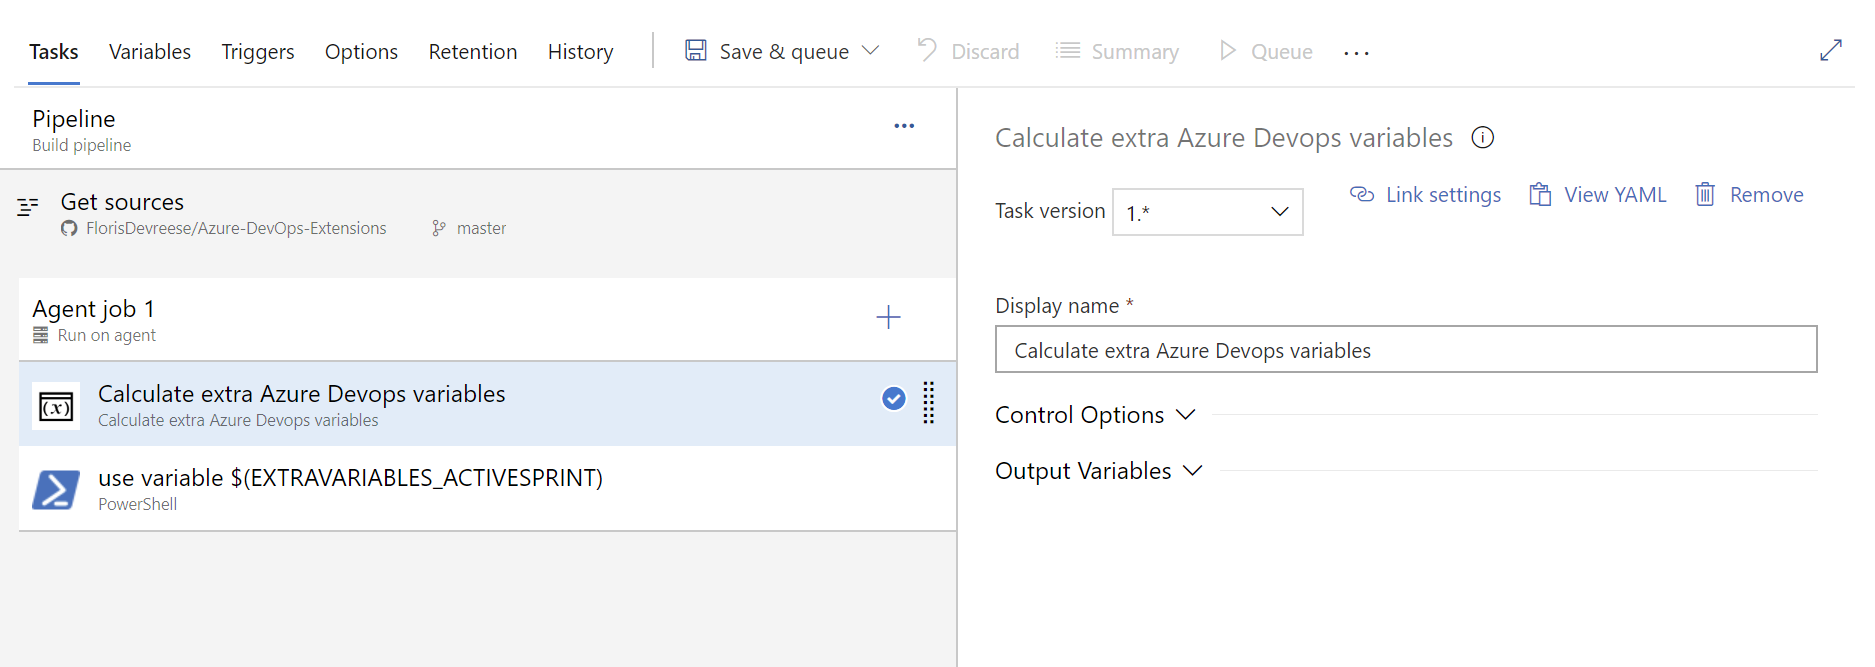 Tasks Variables Triggers Options Retention History Save & queue Discard Summary Queue ...
Pipeline
Build pipeline
Get sources
FlorisDevreese/Azure-DevOps-Extensions master
Agent job 1
Run on agent
(x) Calculate extra Azure Devops variables
Calculate extra Azure Devops variables
use variable $(EXTRAVARIABLES_ACTIVESPRINT)
PowerShell
Calculate extra Azure Devops variables
Task version 1.* Link settings View YAML Remove
Display name *
Calculate extra Azure Devops variables
Control Options
Output Variables